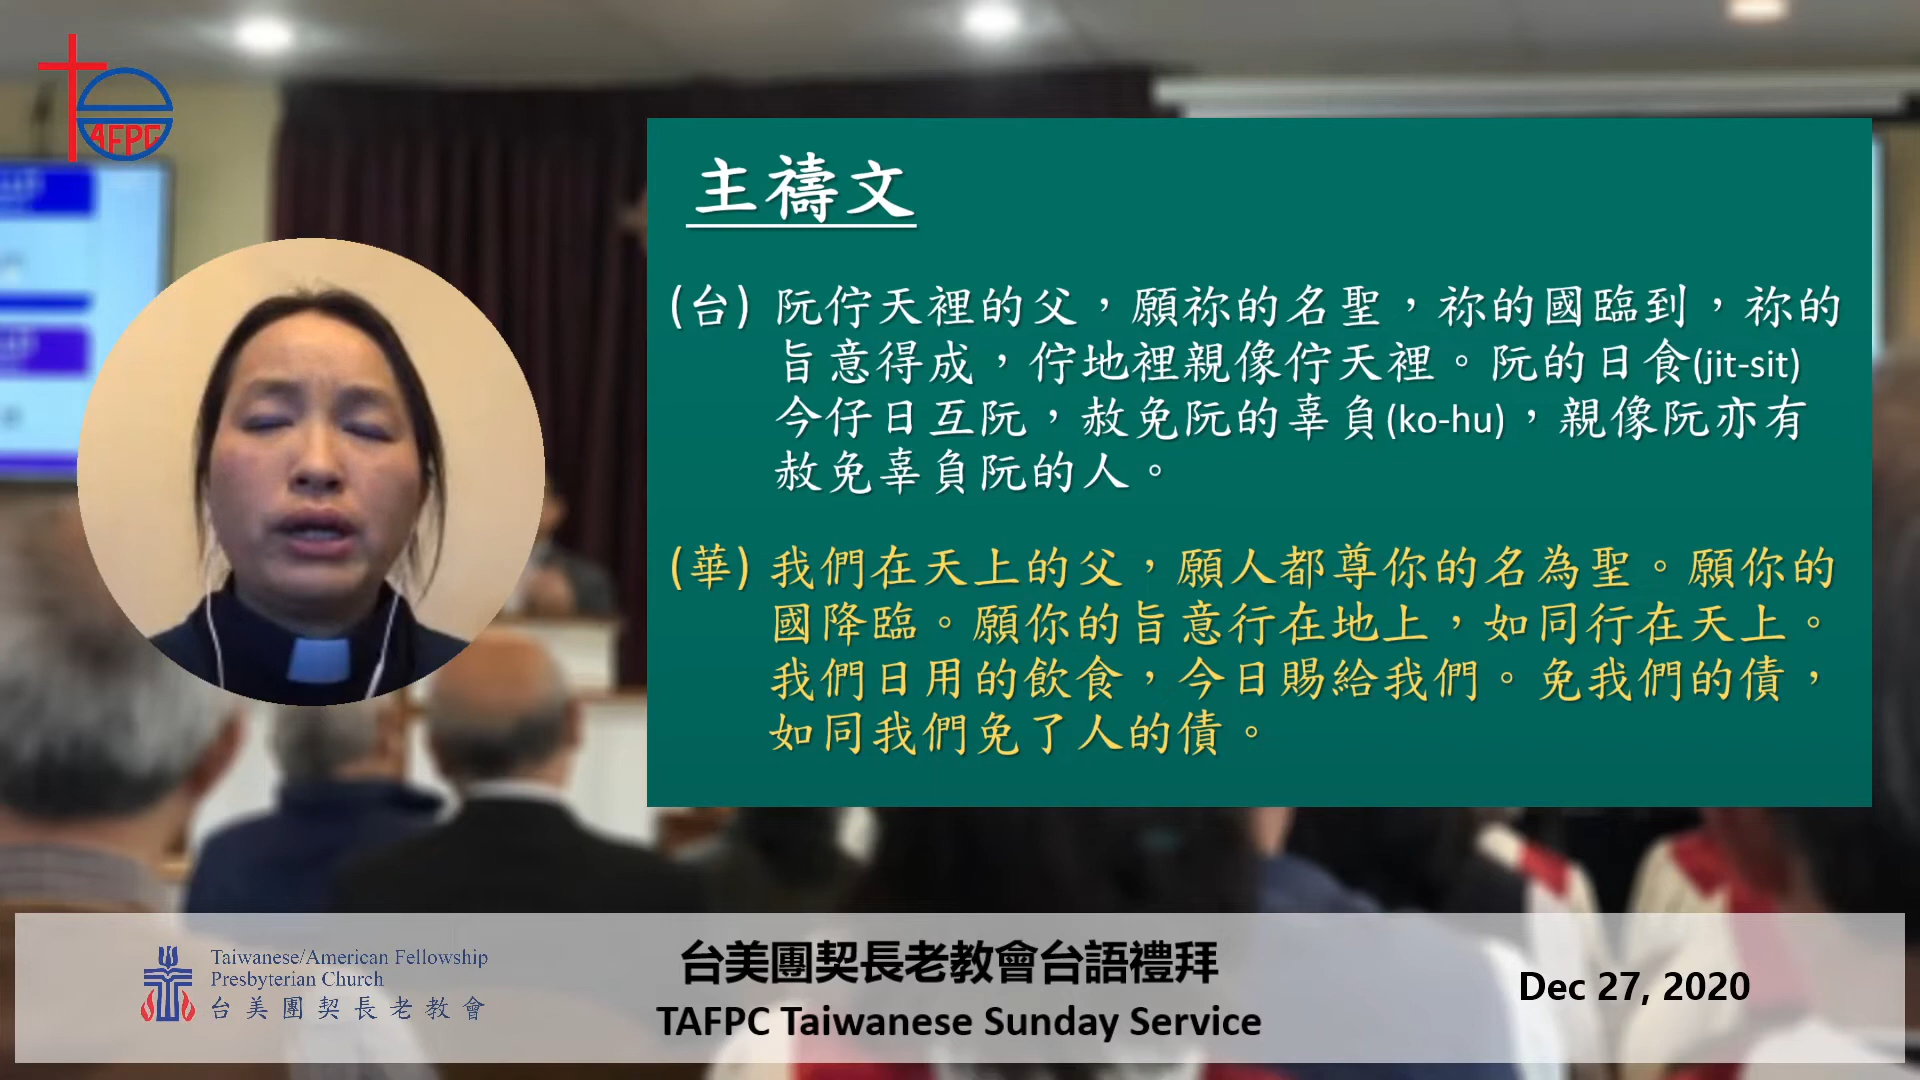 TAFPC
主禱文
(台) 阮佇天裡的父，願祢的名聖，祢的國臨到，祢的
旨意得成，佇地裡親像佇天裡。阮的日食(jit-sit)
今仔日互阮，赦免阮的辜負(ko-hu)，親像阮亦有
赦免辜負阮的人。
(華) 我們在天上的父，願人都尊你的名為聖。願你的
國降臨。願你的旨意行在地上，如同行在天上。
我們日用的飲食，今日賜給我們。免我們的債，
如同我們免了人的債。
Taiwanese/American Fellowship
Presbyterian Church
台美團契長老教會
台美團契長老教會台語禮拜
TAFPC Taiwanese Sunday Service
Dec 27, 2020